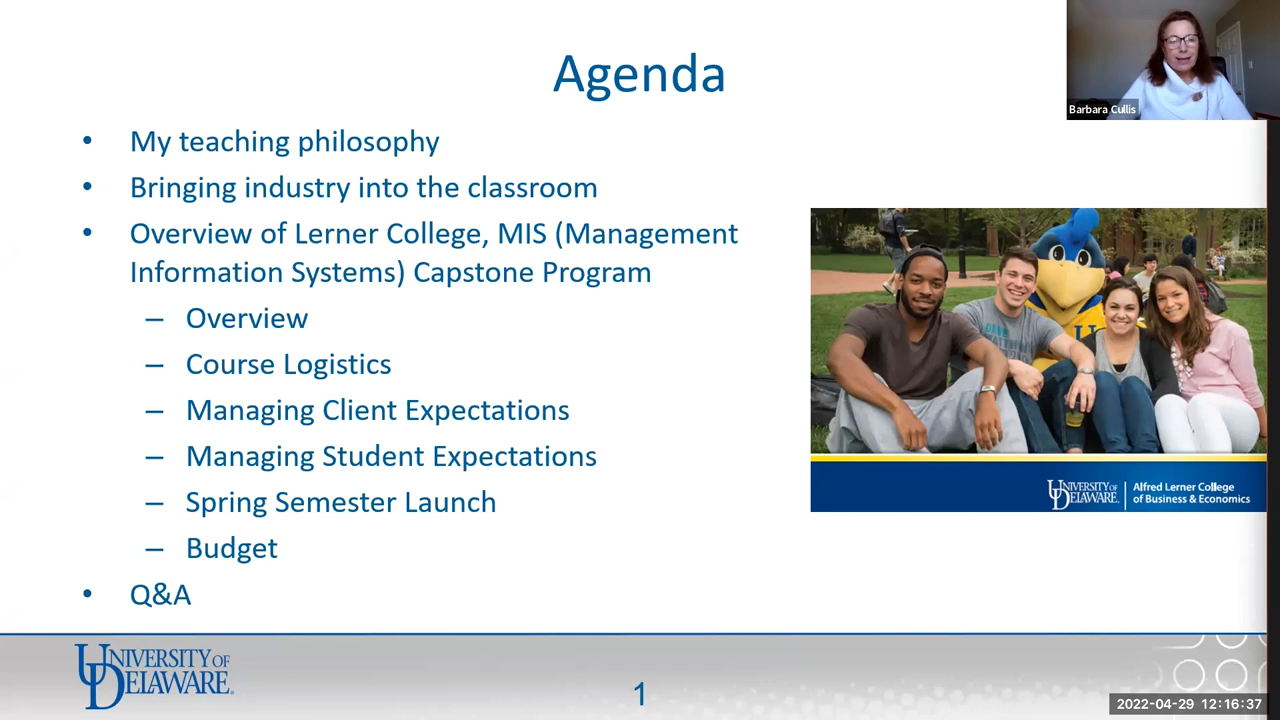 Agenda
Barbara Cullis
• My teaching philosophy
• Bringing industry into the classroom
• Overview of Lerner College, MIS (Management
Information Systems) Capstone Program
– Overview
– Course Logistics
– Managing Client Expectations
– Managing Student Expectations
– Spring Semester Launch
– Budget
• Q&A
UNIVERSITY OF
DELAWARE.
Alfred Lerner College
of Business & Economics
UNIVERSITY OF
DELAWARE.
1
2022-04-29 12:16:37